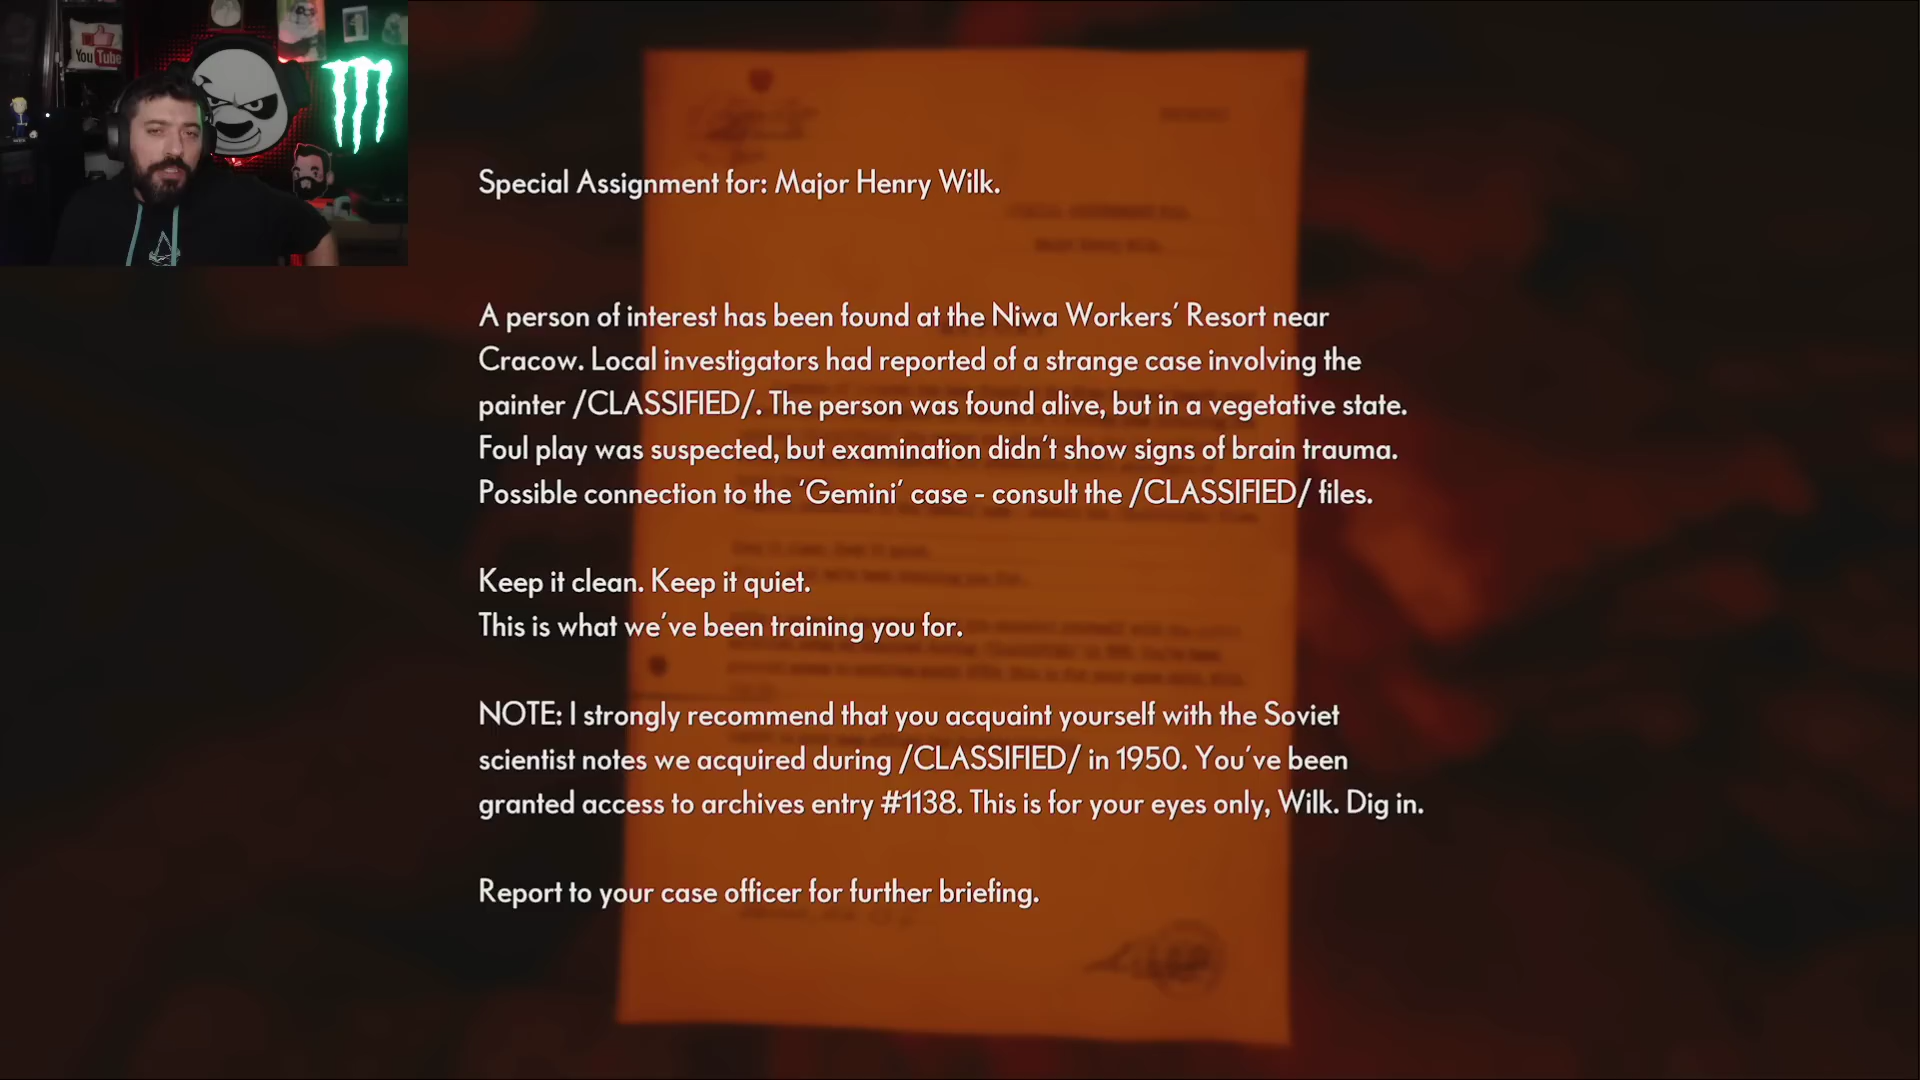 You Tube
Special Assignment for: Major Henry Wilk.
A person of interest has been found at the Niwa Workers' Resort near
Cracow. Local investigators had reported of a strange case involving the
painter /CLASSIFIED/. The person was found alive, but in a vegetative state.
Foul play was suspected, but examination didn't show signs of brain trauma.
Possible connection to the 'Gemini' case - consult the /CLASSIFIED/ files.
Keep it clean. Keep it quiet.
This is what we've been training you for.
NOTE: I strongly recommend that you acquaint yourself with the Soviet
scientist notes we acquired during /CLASSIFIED/ in 1950. You've been
granted access to archives entry #1138. This is for your eyes only, Wilk. Dig in.
Report to your case officer for further briefing.